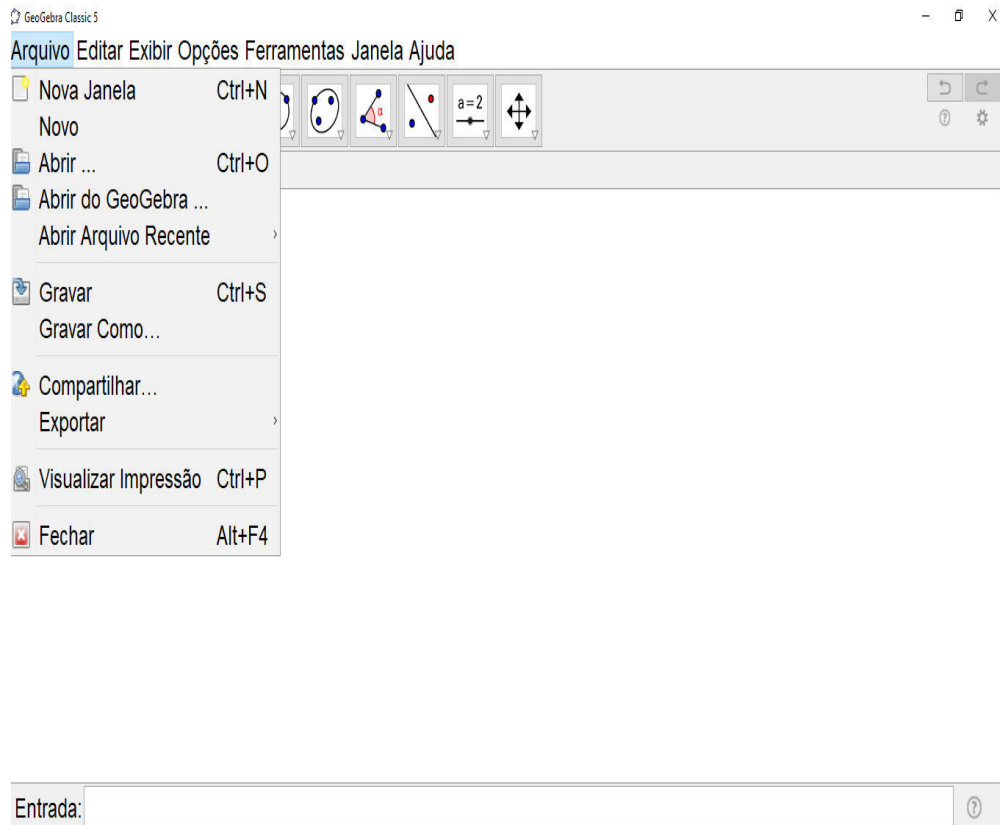 GeoGebra Classic 5
Arquivo Editar Exibir Opções Ferramentas Janela Ajuda
Nova Janela Ctrl+N
Novo
Abrir ... Ctrl+O
Abrir do GeoGebra ...
Abrir Arquivo Recente
Gravar Ctrl+S
Gravar Como...
Compartilhar...
Exportar
Visualizar Impressão Ctrl+P
Fechar Alt+F4
α
a=2
Entrada: